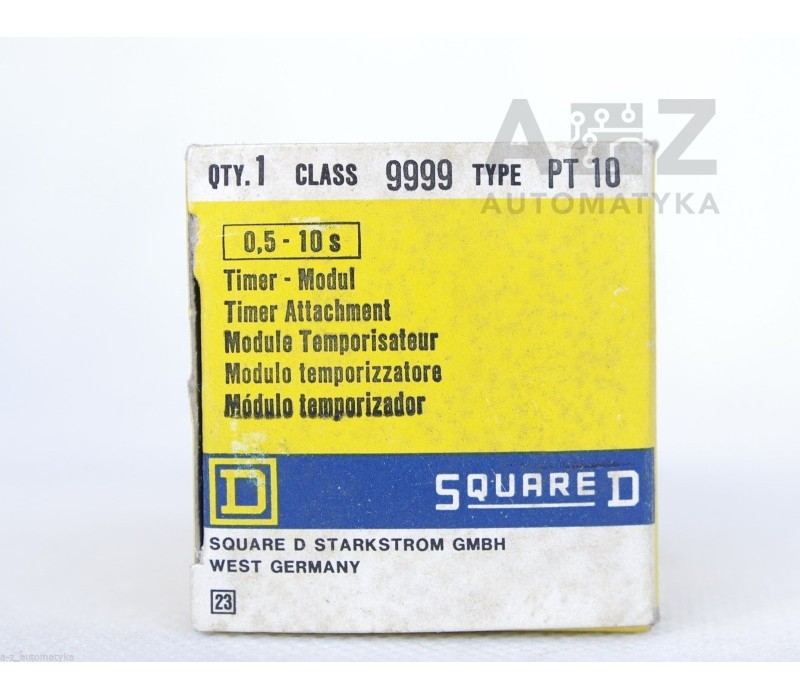 A-Z
AUTOMATYKA
QTY. 1 CLASS 9999 TYPE PT 10
0,5 - 10 s
Timer - Modul
Timer Attachment
Module Temporisateur
Modulo temporizzatore
Módulo temporizador
D SQUARE D
SQUARE D STARKSTROM GMBH
WEST GERMANY
23
a-z_automatyka